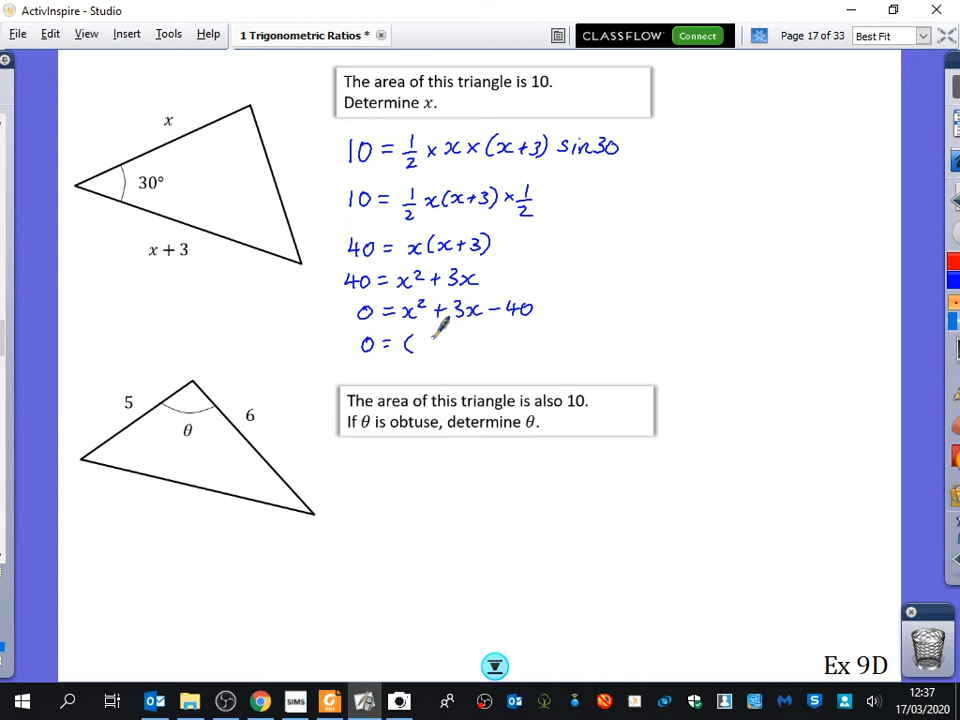 ActivInspire - Studio
File Edit View Insert Tools Help
1 Trigonometric Ratios *
CLASSFLOW Connect
Page 17 of 33
Best Fit
The area of this triangle is 10.
Determine x.
x
30°
x + 3
10 = 1/2 × x × (x+3) sin30
10 = 1/2 x(x+3) × 1/2
40 = x(x+3)
40 = x² + 3x
0 = x² + 3x - 40
0 = (
The area of this triangle is also 10.
If θ is obtuse, determine θ.
5
6
θ
Ex 9D
SIMS
12:37
17/03/2020